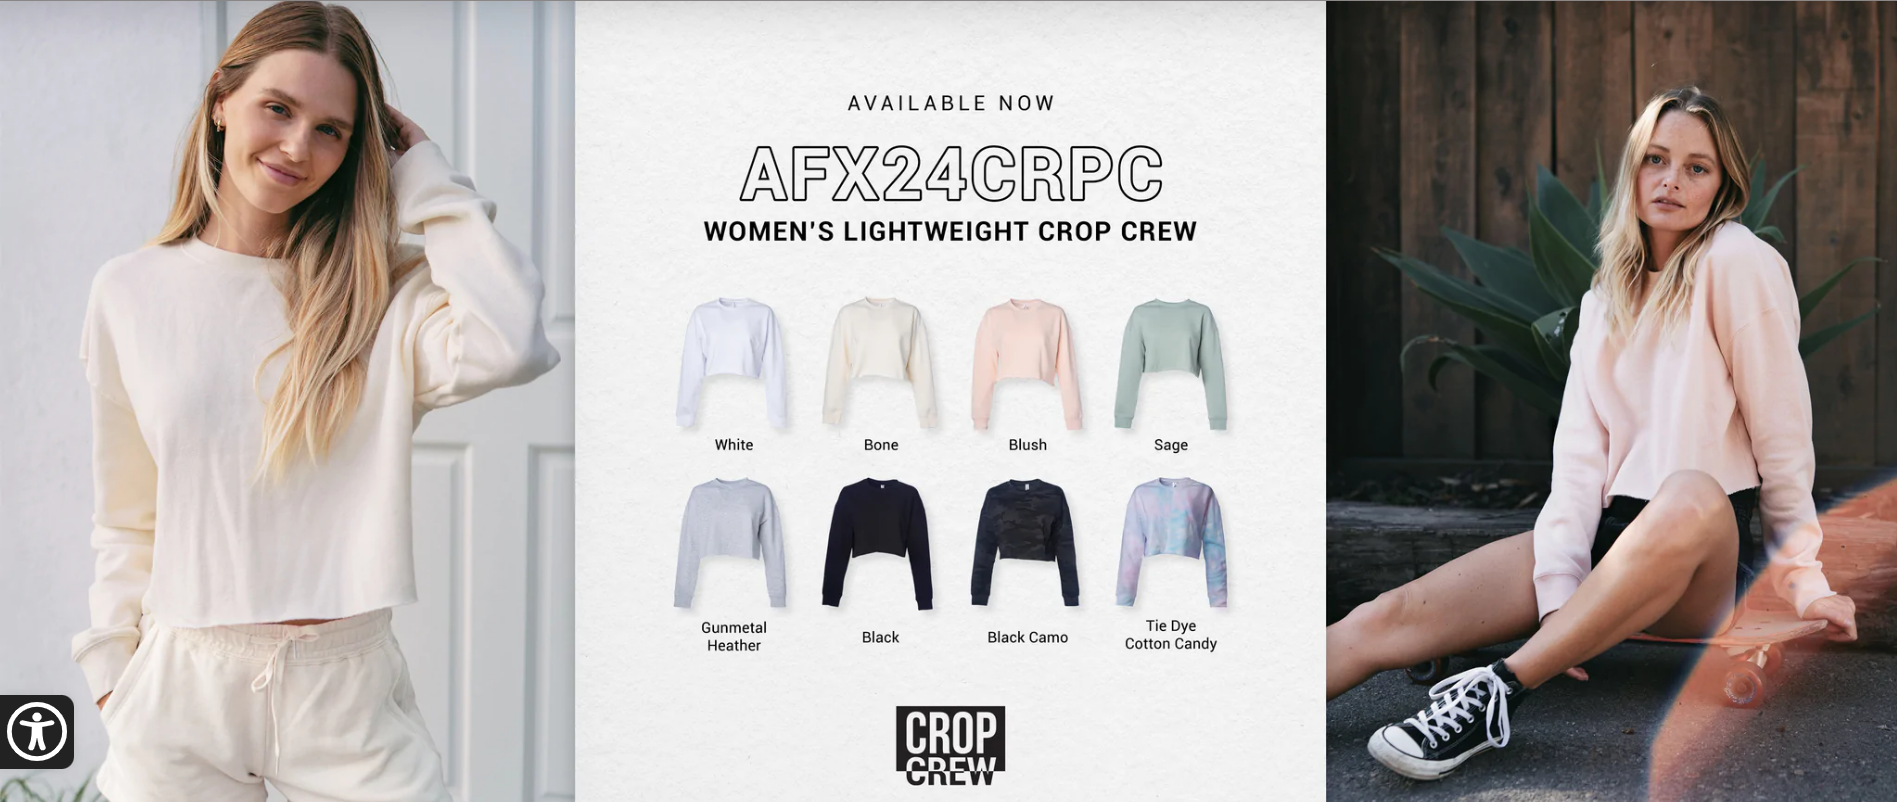 AVAILABLE NOW
AFX24CRPC
WOMEN'S LIGHTWEIGHT CROP CREW
White
Bone
Blush
Sage
Gunmetal
Heather
Black
Black Camo
Tie Dye
Cotton Candy
CROP
CREW